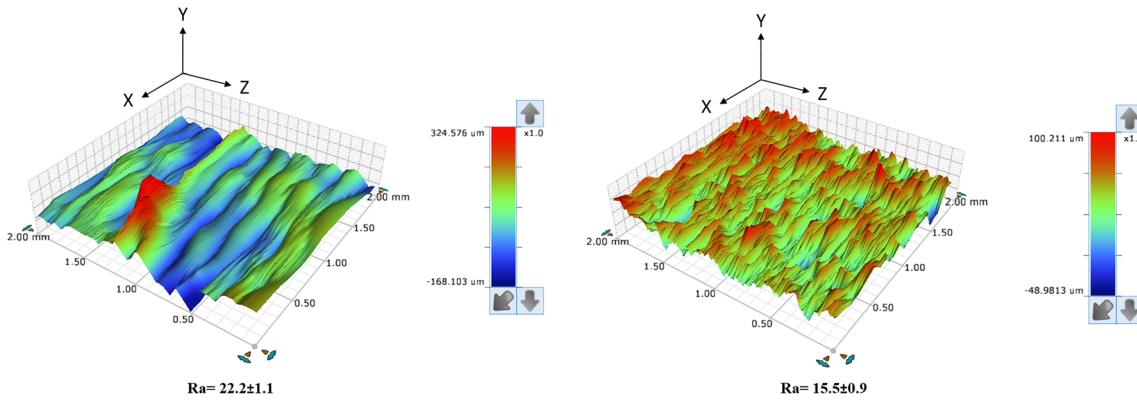 Y
X
Z
324.576 um
x1.0
-168.103 um
2.00 mm
1.50
1.00
0.50
0.50
1.00
1.50
2.00 mm
Ra= 22.2±1.1
Y
X
Z
100.211 um
x1.
-48.9813 um
2.00 mm
1.50
1.00
0.50
0.50
1.00
1.50
2.00 mm
Ra= 15.5±0.9